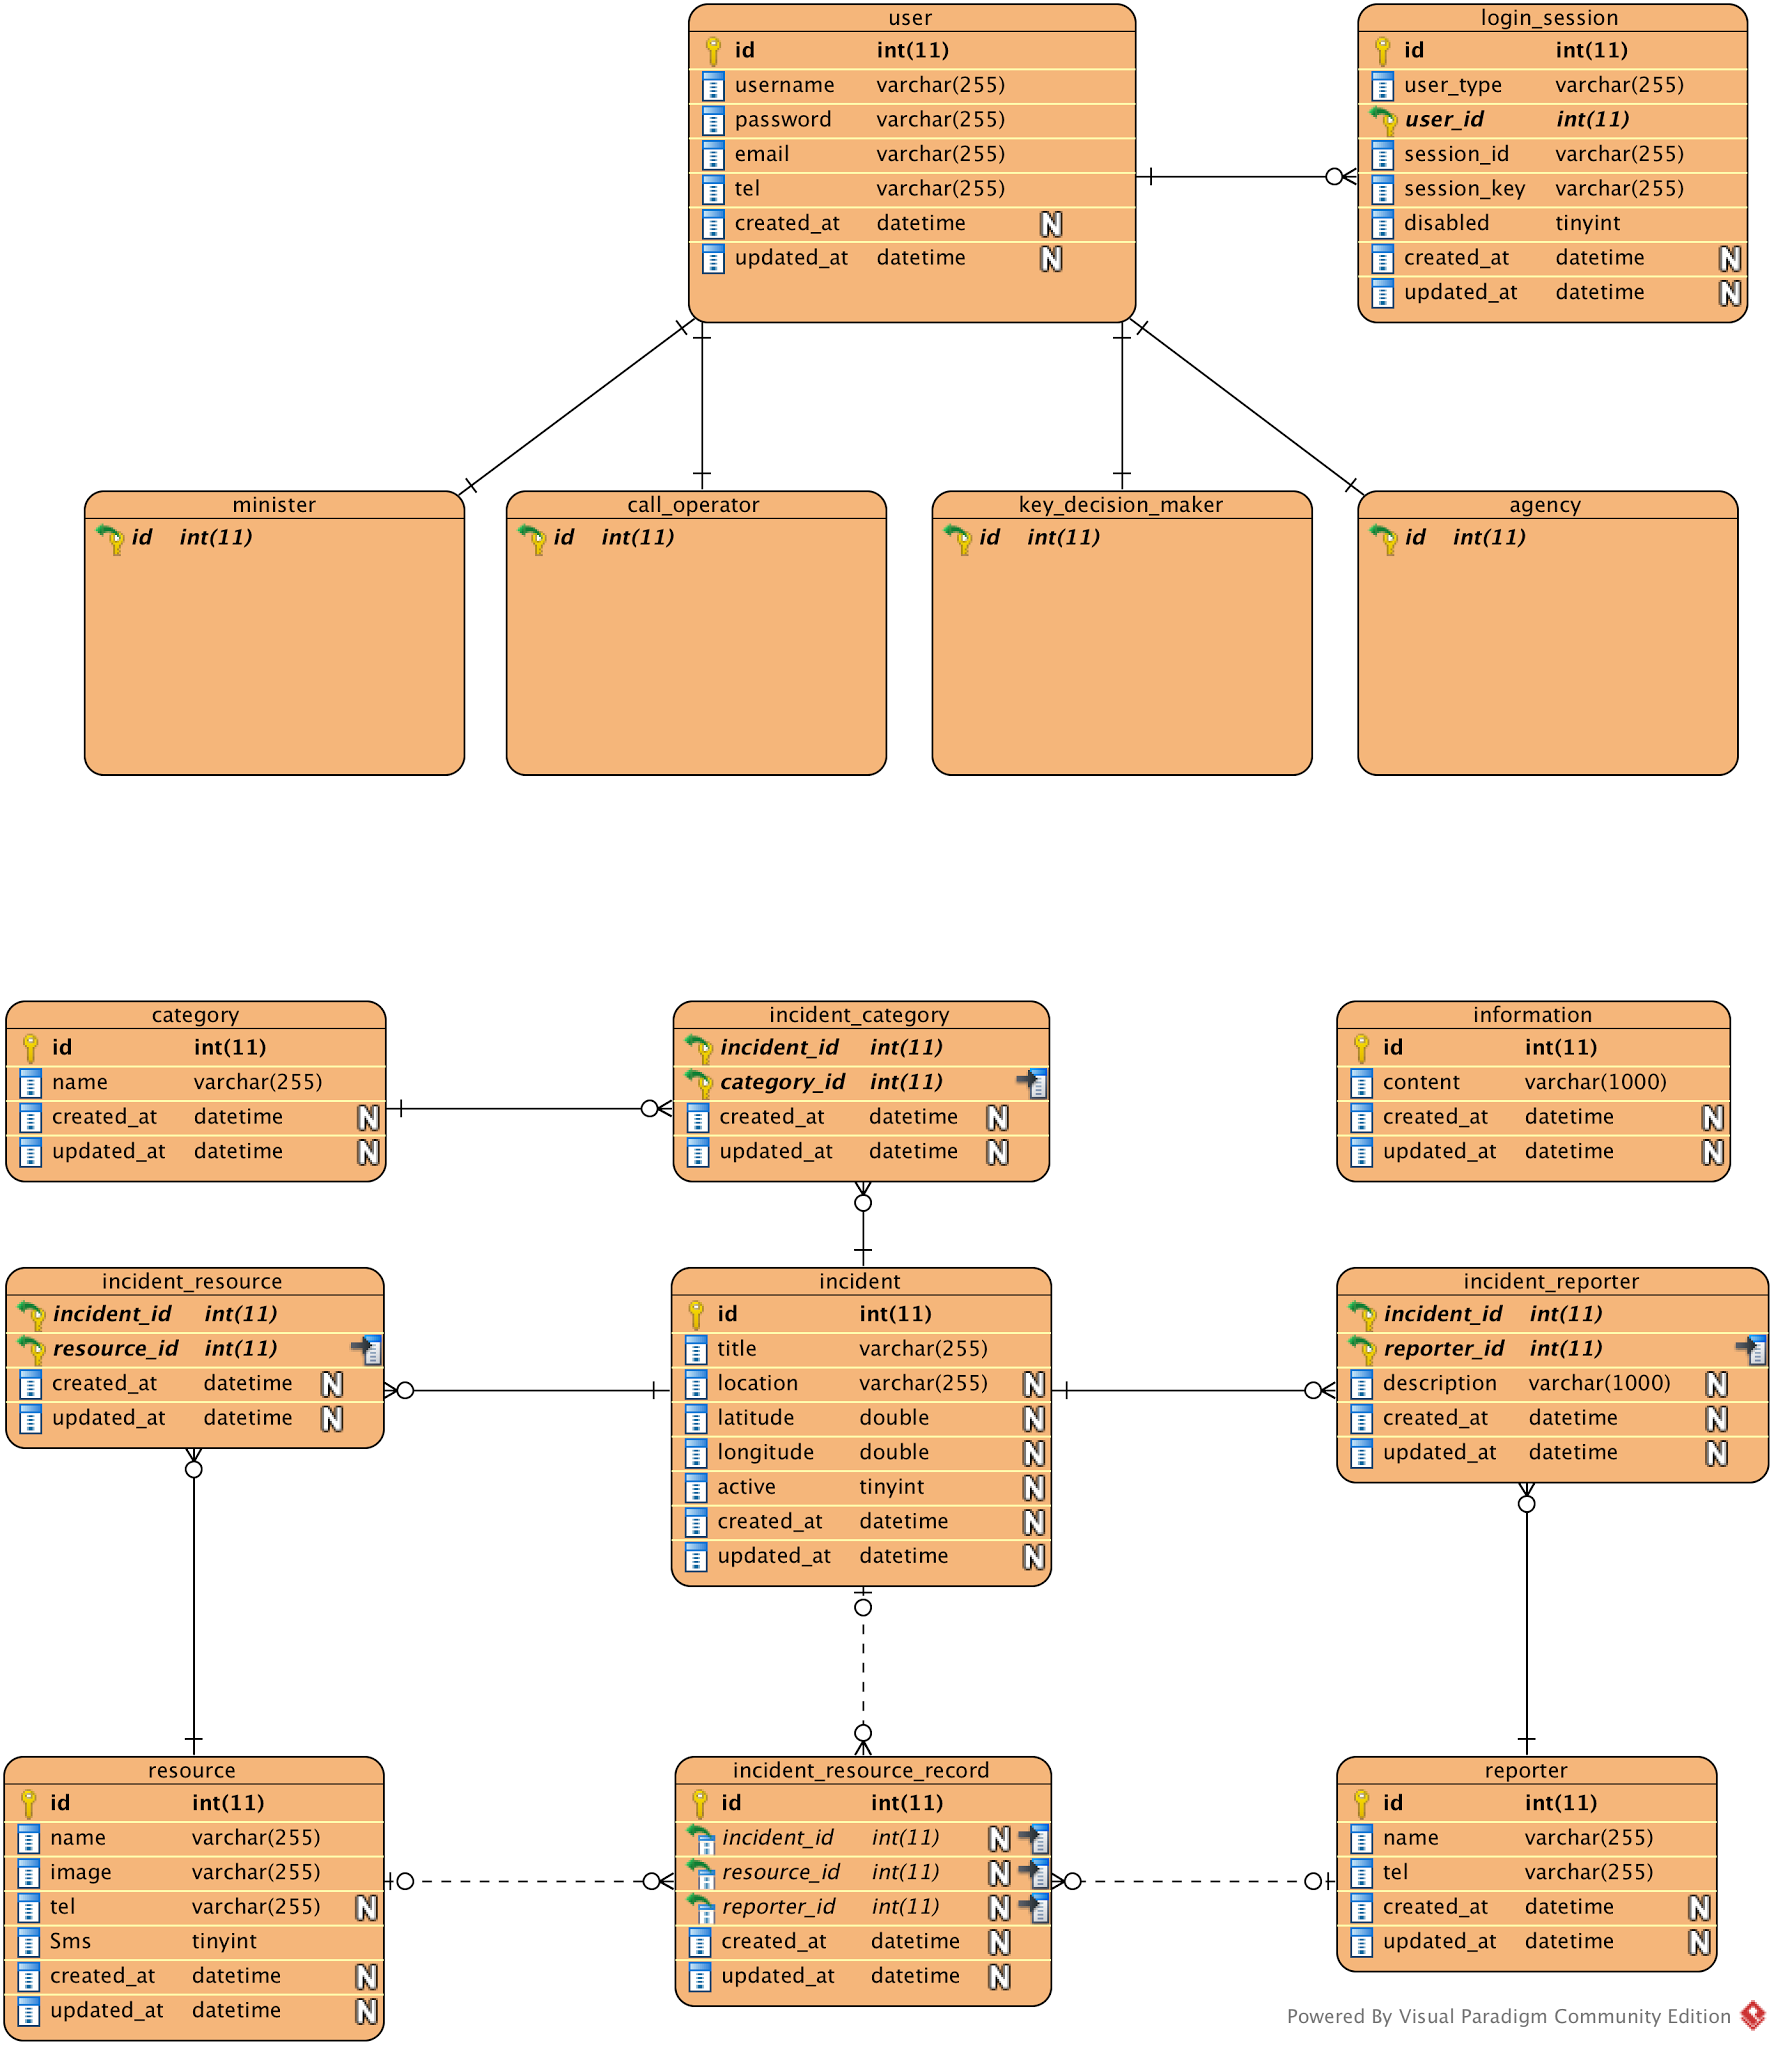 user
id int(11)
username varchar(255)
password varchar(255)
email varchar(255)
tel varchar(255)
created_at datetime N
updated_at datetime N
login_session
id int(11)
user_type varchar(255)
user_id int(11)
session_id varchar(255)
session_key varchar(255)
disabled tinyint
created_at datetime N
updated_at datetime N
minister
id int(11)
call_operator
id int(11)
key_decision_maker
id int(11)
agency
id int(11)
category
id int(11)
name varchar(255)
created_at datetime N
updated_at datetime N
incident_category
incident_id int(11)
category_id int(11)
created_at datetime N
updated_at datetime N
information
id int(11)
content varchar(1000)
created_at datetime N
updated_at datetime N
incident_resource
incident_id int(11)
resource_id int(11)
created_at datetime N
updated_at datetime N
incident
id int(11)
title varchar(255)
location varchar(255) N
latitude double N
longitude double N
active tinyint N
created_at datetime N
updated_at datetime N
incident_reporter
incident_id int(11)
reporter_id int(11)
description varchar(1000) N
created_at datetime N
updated_at datetime N
resource
id int(11)
name varchar(255)
image varchar(255)
tel varchar(255) N
Sms tinyint
created_at datetime N
updated_at datetime N
incident_resource_record
id int(11)
incident_id int(11) N
resource_id int(11) N
reporter_id int(11) N
created_at datetime N
updated_at datetime N
reporter
id int(11)
name varchar(255)
tel varchar(255)
created_at datetime N
updated_at datetime N
Powered By Visual Paradigm Community Edition